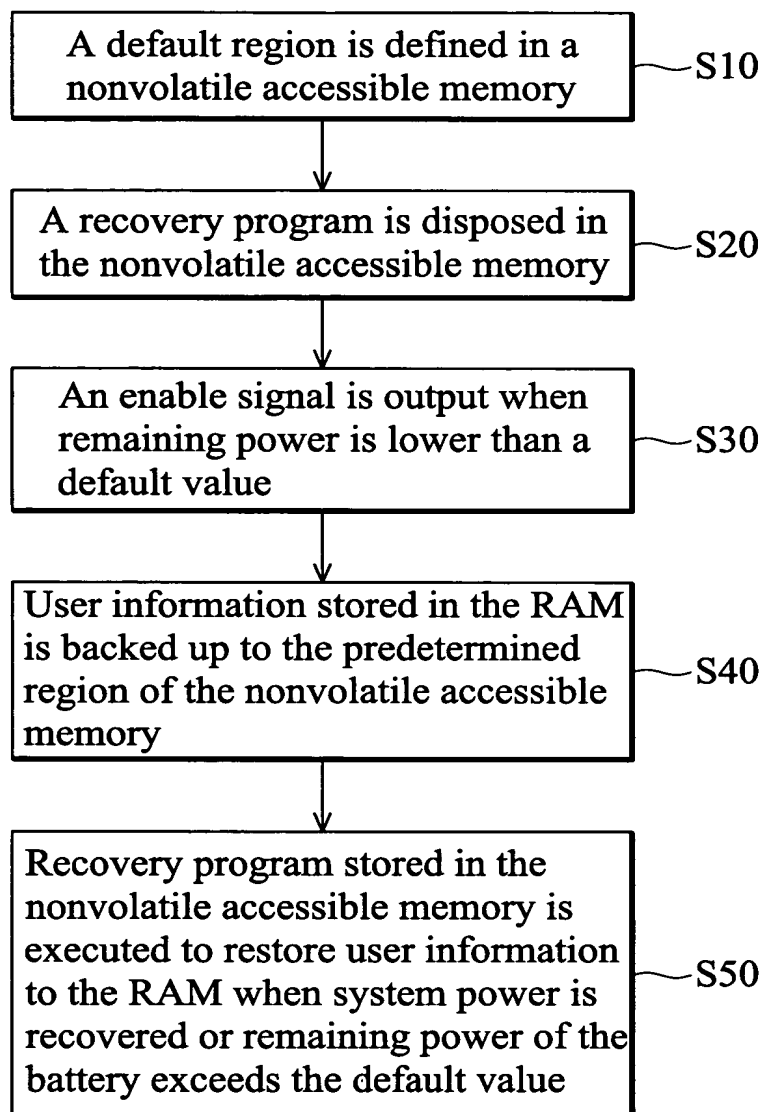 A default region is defined in a
nonvolatile accessible memory
S10
A recovery program is disposed in
the nonvolatile accessible memory
S20
An enable signal is output when
remaining power is lower than a
default value
S30
User information stored in the RAM
is backed up to the predetermined
region of the nonvolatile accessible
memory
S40
Recovery program stored in the
nonvolatile accessible memory is
executed to restore user information
to the RAM when system power is
recovered or remaining power of the
battery exceeds the default value
S50